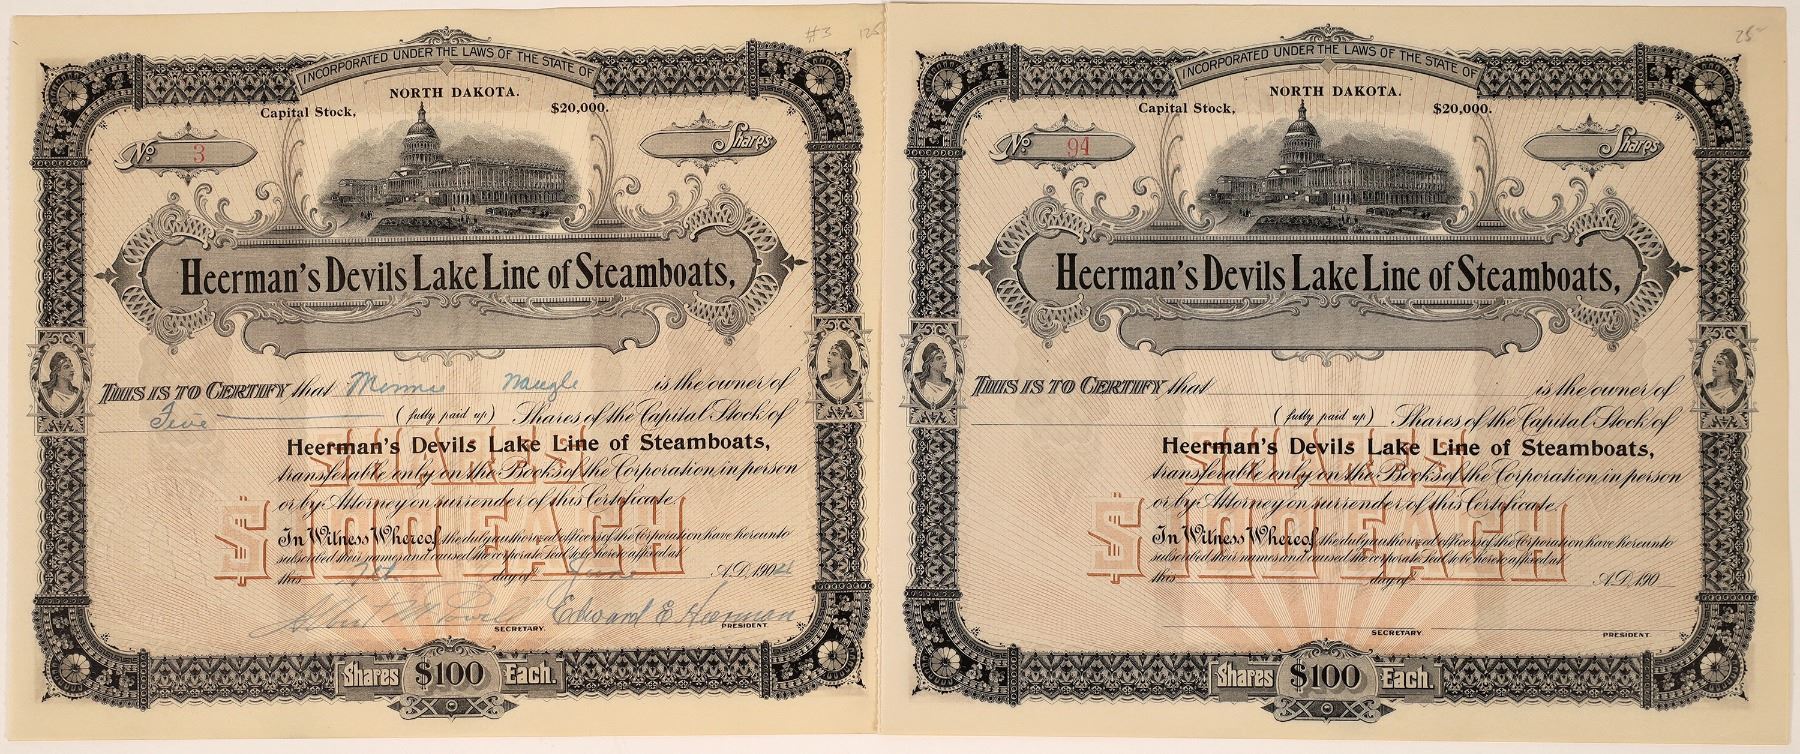 #3 125
INCORPORATED UNDER THE LAWS OF THE STATE OF
NORTH DAKOTA.
Capital Stock, $20,000.
No. 3 Shares
Heerman's Devils Lake Line of Steamboats,
THIS IS TO CERTIFY that Naugle is the owner of
Five (fully paid up) Shares of the Capital Stock of
Heerman's Devils Lake Line of Steamboats,
transferable only on the Books of the Corporation in person
or by Attorney on surrender of this Certificate.
In Witness Whereof, the duly authorized officers of the Corporation have hereunto
subscribed their names and caused the corporate Seal to be hereto affixed at
this day of June A.D. 1904
SHARES
$100 EACH
Edward E Heerman
SECRETARY. PRESIDENT.
Shares $100 Each.
25
INCORPORATED UNDER THE LAWS OF THE STATE OF
NORTH DAKOTA.
Capital Stock, $20,000.
No. 94 Shares
Heerman's Devils Lake Line of Steamboats,
THIS IS TO CERTIFY that is the owner of
(fully paid up) Shares of the Capital Stock of
Heerman's Devils Lake Line of Steamboats,
transferable only on the Books of the Corporation in person
or by Attorney on surrender of this Certificate.
In Witness Whereof, the duly authorized officers of the Corporation have hereunto
subscribed their names and caused the corporate Seal to be hereto affixed at
this day of A.D. 190
SHARES
$100 EACH
SECRETARY. PRESIDENT.
Shares $100 Each.